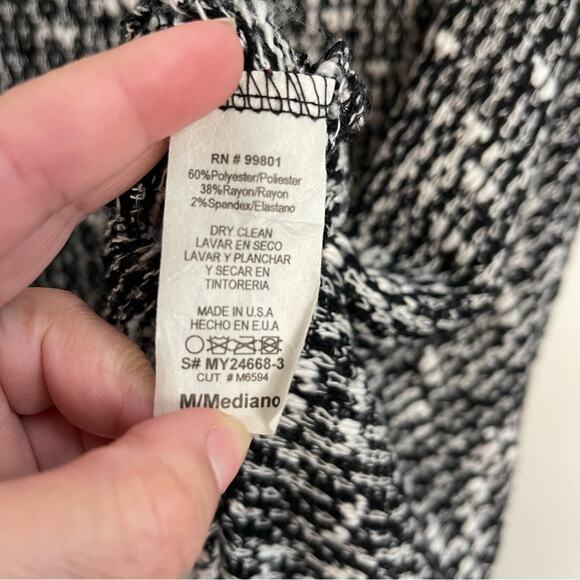 RN # 99801
60%Polyester/Poliester
38%Rayon/Rayon
2%Spandex/Elastano
DRY CLEAN
LAVAR EN SECO
LAVAR Y PLANCHAR
Y SECAR EN
TINTORERIA
MADE IN U.S.A
HECHO EN E.U.A
S# MY24668-3
CUT # M6594
M/Mediano